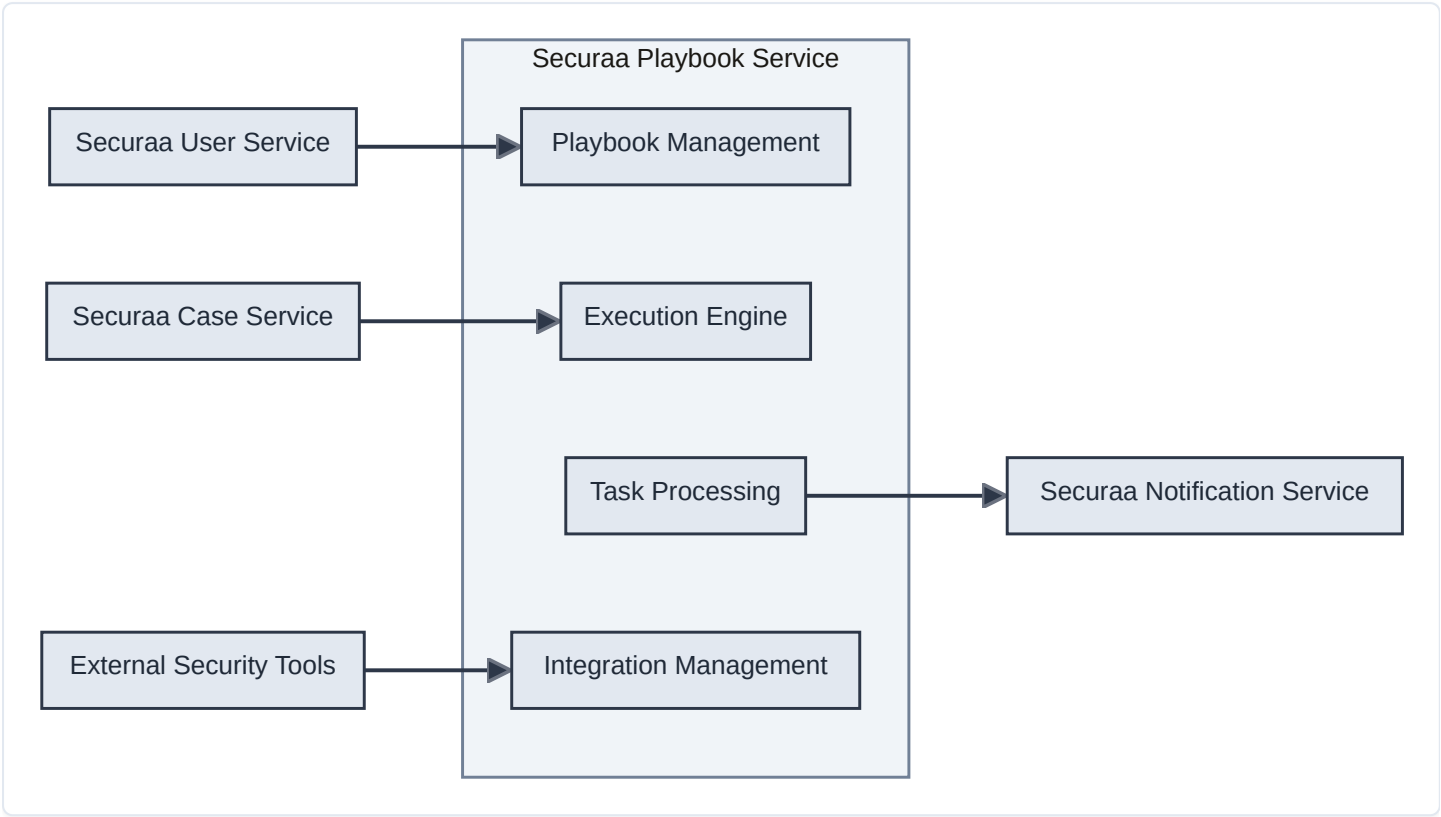 Securaa Playbook Service
Securaa User Service
Playbook Management
Securaa Case Service
Execution Engine
Task Processing
Securaa Notification Service
External Security Tools
Integration Management